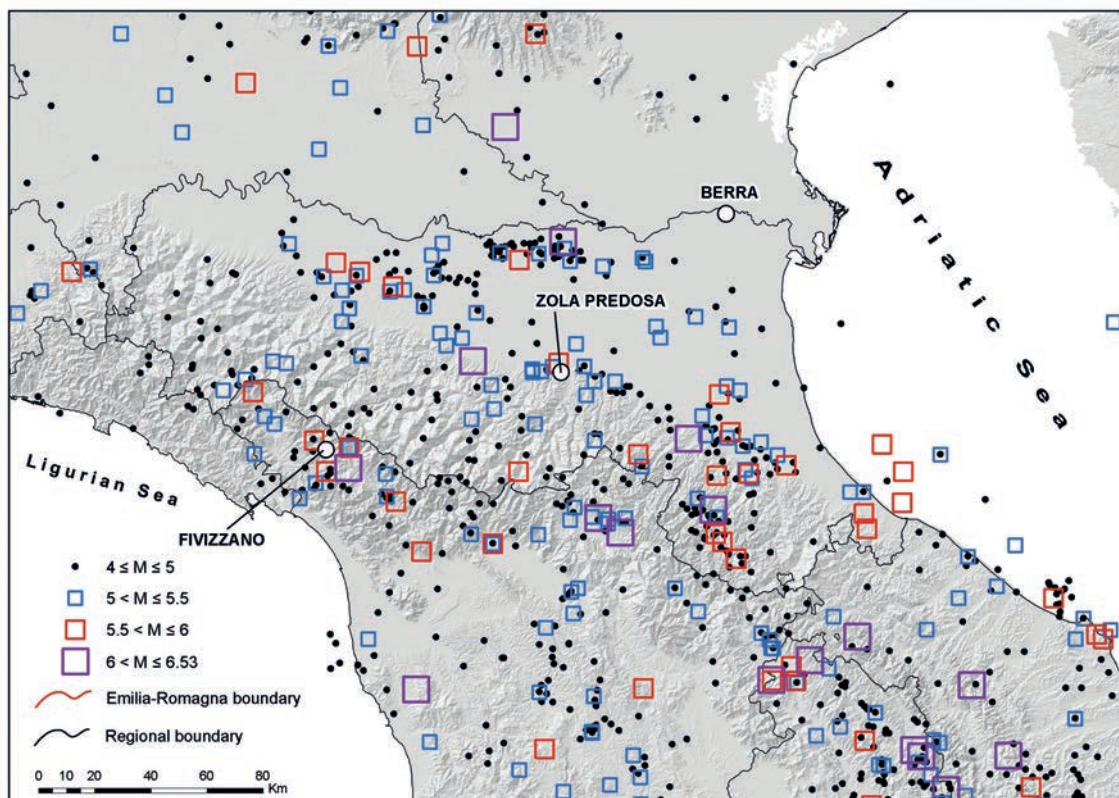 BERRA
Adriatic Sea
ZOLA PREDOSA
Ligurian Sea
FIVIZZANO
4 ≤ M ≤ 5
5 < M ≤ 5.5
5.5 < M ≤ 6
6 < M ≤ 6.53
Emilia-Romagna boundary
Regional boundary
0 10 20 40 60 80
Km